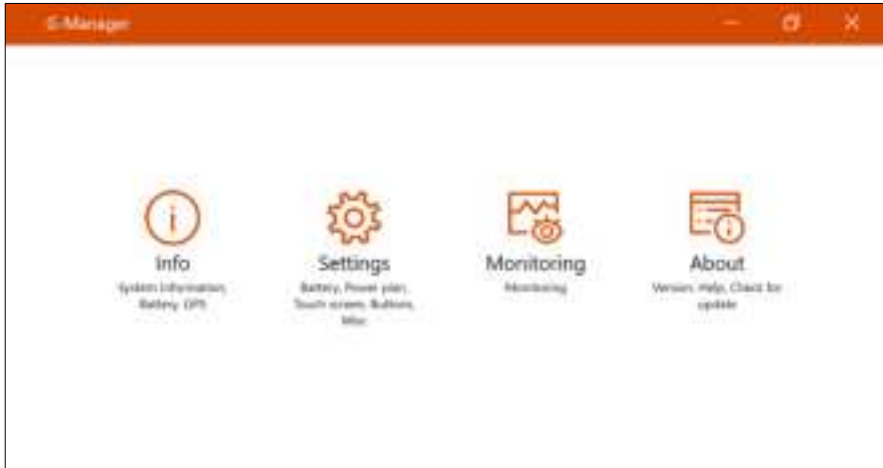 G-Manager
Info
System Information,
Battery, GPS
Settings
Battery, Power plan,
Touch screen, Buttons,
Misc
Monitoring
Monitoring
About
Version, Help, Check for
update